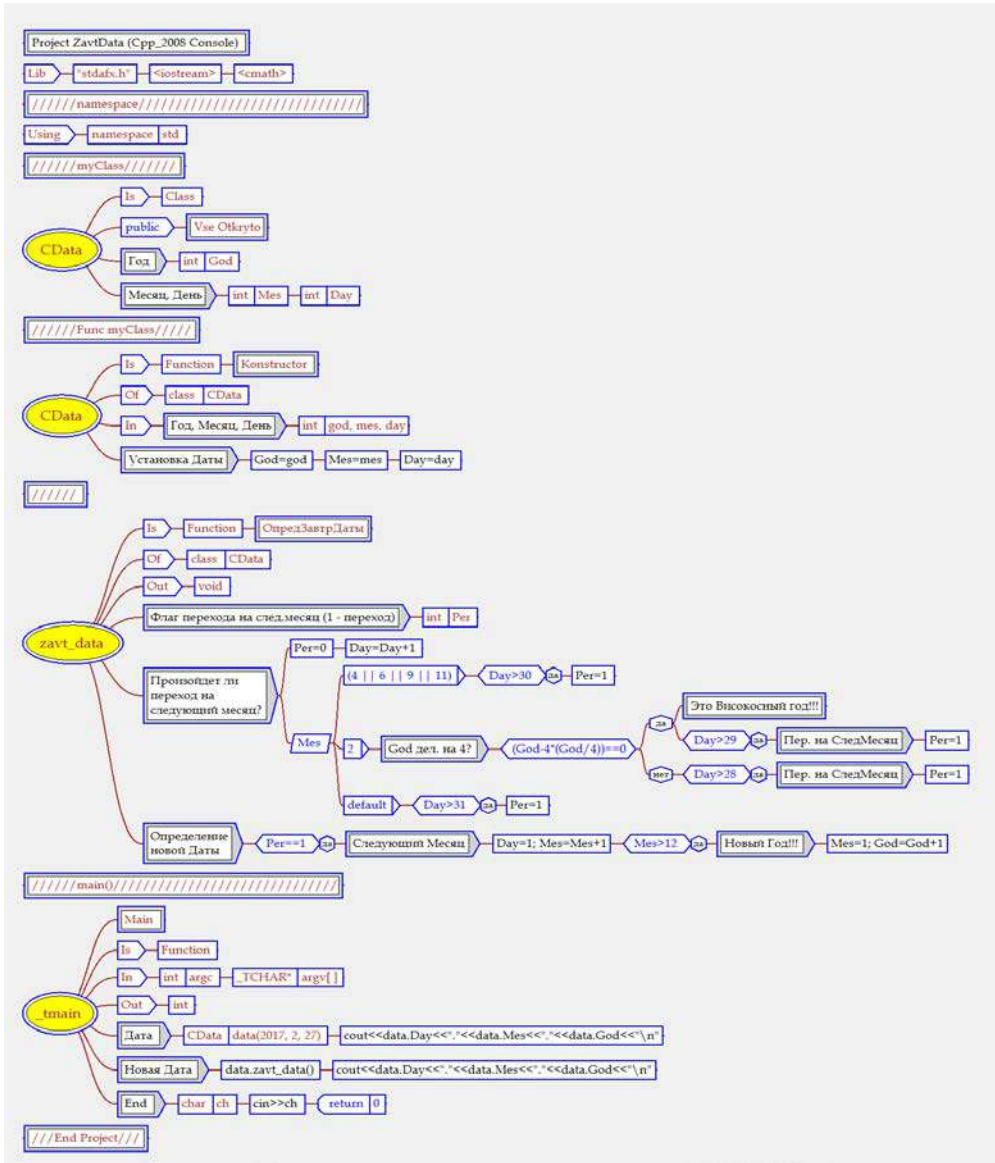 Project ZavtData (Cpp_2008 Console)
Lib "stdafx.h" <iostream> <cmath>
//////namespace//////////////////////////////
Using namespace std
//////myClass///////
Is Class
public Vse Otkryto
CData
Год int God
Месяц, День int Mes int Day
//////Func myClass/////
Is Function Konstructor
Of class CData
CData
In Год, Месяц, День int god, mes, day
Установка Даты God=god Mes=mes Day=day
//////
Is Function ОпредЗавтрДаты
Of class CData
Out void
Флаг перехода на след.месяц (1 - переход) int Per
zavt_data
Per=0 Day=Day+1
Произойдет ли
переход на
следующий месяц?
(4 || 6 || 9 || 11) Day>30 да Per=1
Mes
2 God дел. на 4? (God-4*(God/4))==0
да Это Високосный год!!!
Day>29 да Пер. на СледМесяц Per=1
нет Day>28 да Пер. на СледМесяц Per=1
default Day>31 да Per=1
Определение
новой Даты
Per==1 да Следующий Месяц Day=1; Mes=Mes+1 Mes>12 да Новый Год!!! Mes=1; God=God+1
//////main()//////////////////////////////
Main
Is Function
In int argc _TCHAR* argv[ ]
Out int
_tmain
Дата CData data(2017, 2, 27) cout<<data.Day<<"."<<data.Mes<<"."<<data.God<<"\n"
Новая Дата data.zavt_data() cout<<data.Day<<"."<<data.Mes<<"."<<data.God<<"\n"
End char ch cin>>ch return 0
///End Project///